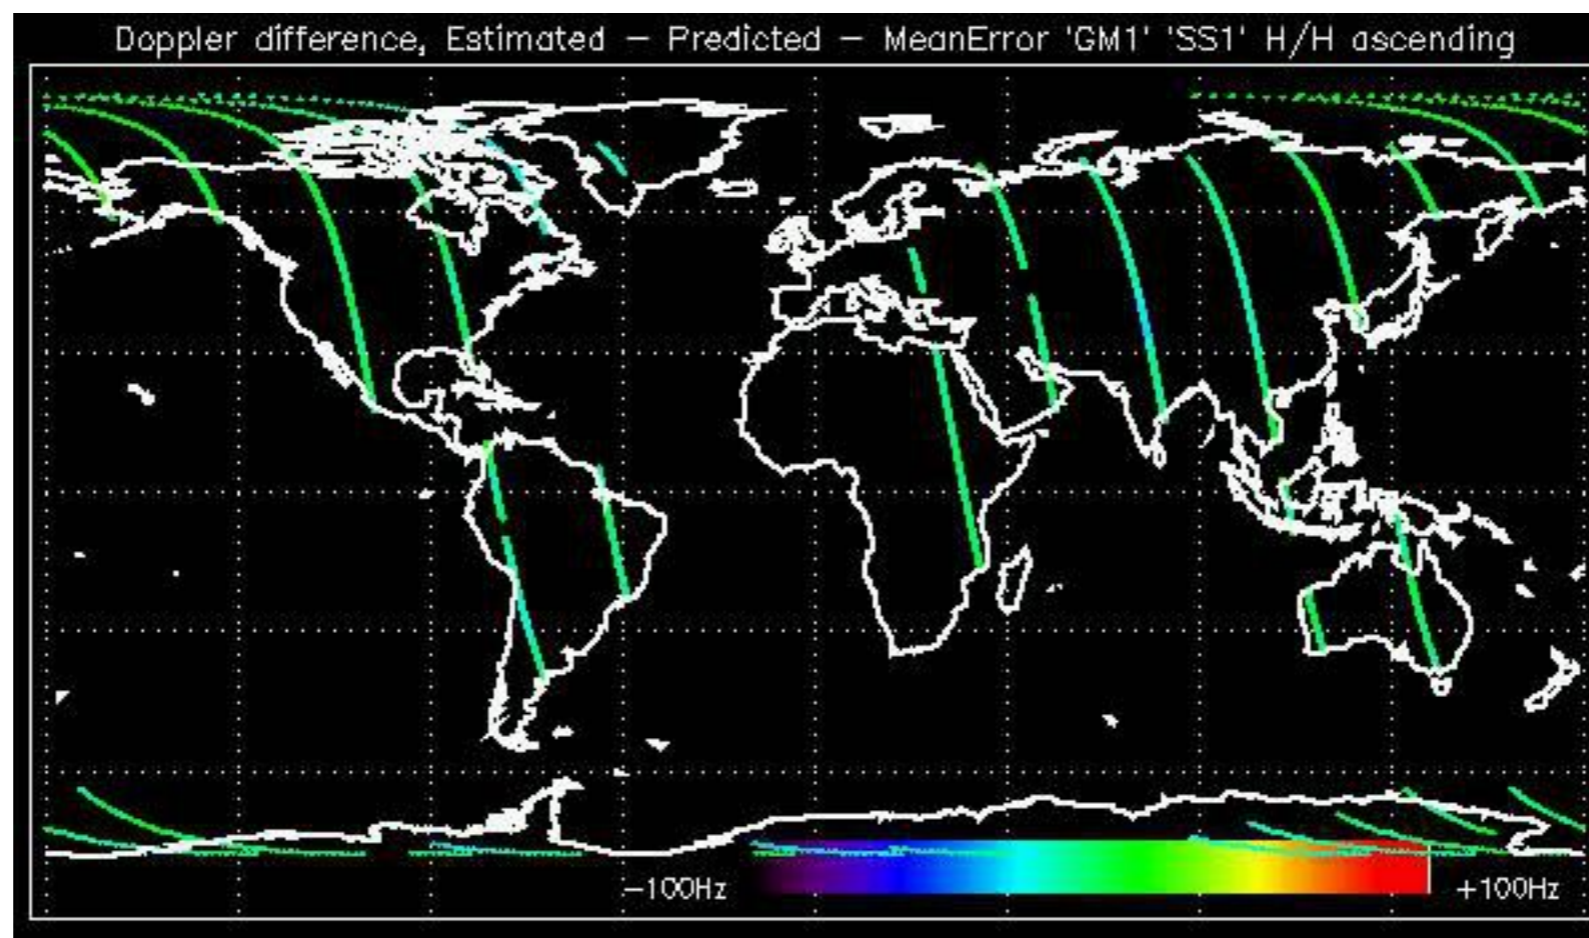 Doppler difference, Estimated — Predicted — MeanError 'GM1' 'SS1' H/H ascending
—100Hz
+100Hz